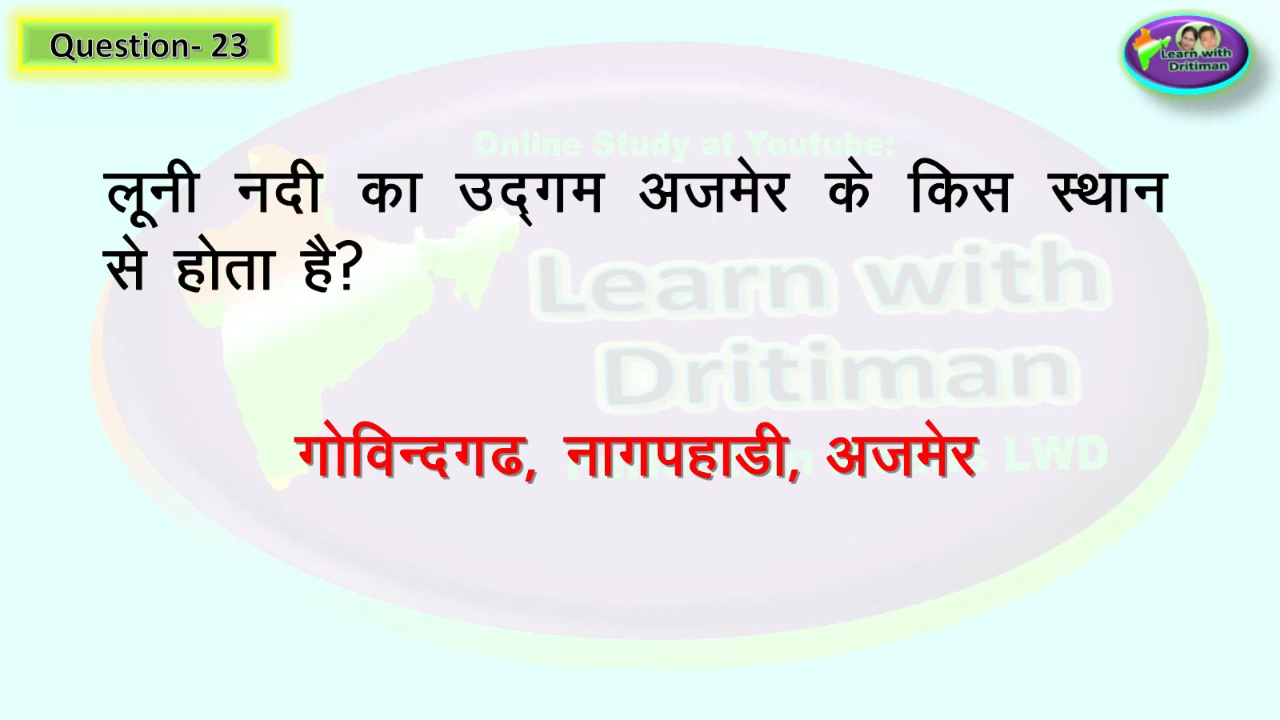 Question- 23
Learn with
Dritiman
Online Study at Youtube:
लूनी नदी का उद्‌गम अजमेर के किस स्थान
से होता है?
Learn with
Dritiman
गोविन्दगढ, नागपहाडी, अजमेर
LWD